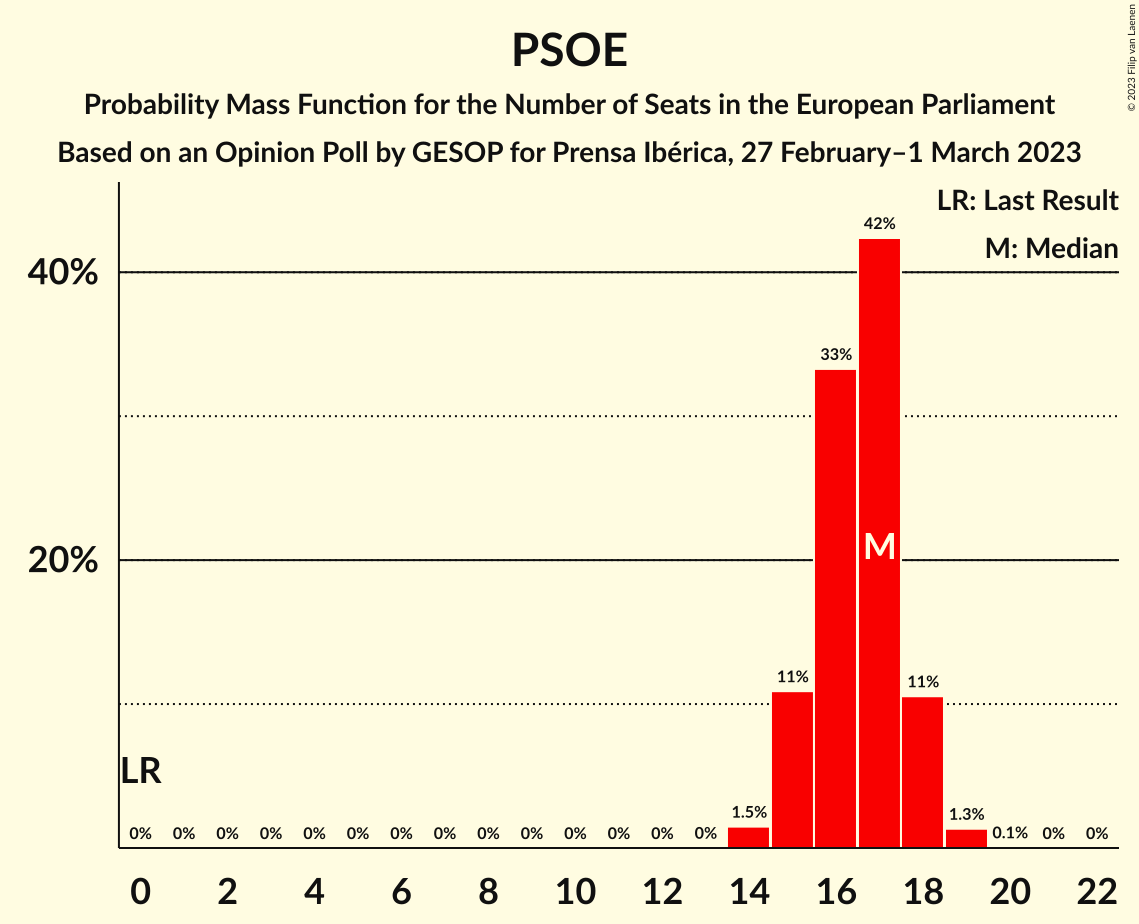 PSOE
Probability Mass Function for the Number of Seats in the European Parliament
Based on an Opinion Poll by GESOP for Prensa Ibérica, 27 February–1 March 2023
© 2023 Filip van Laenen
LR: Last Result
M: Median
40%
20%
42%
33%
M
11%
11%
LR
1.5%
1.3%
0% 0% 0% 0% 0% 0% 0% 0% 0% 0% 0% 0% 0% 0% 0.1% 0% 0%
0 2 4 6 8 10 12 14 16 18 20 22